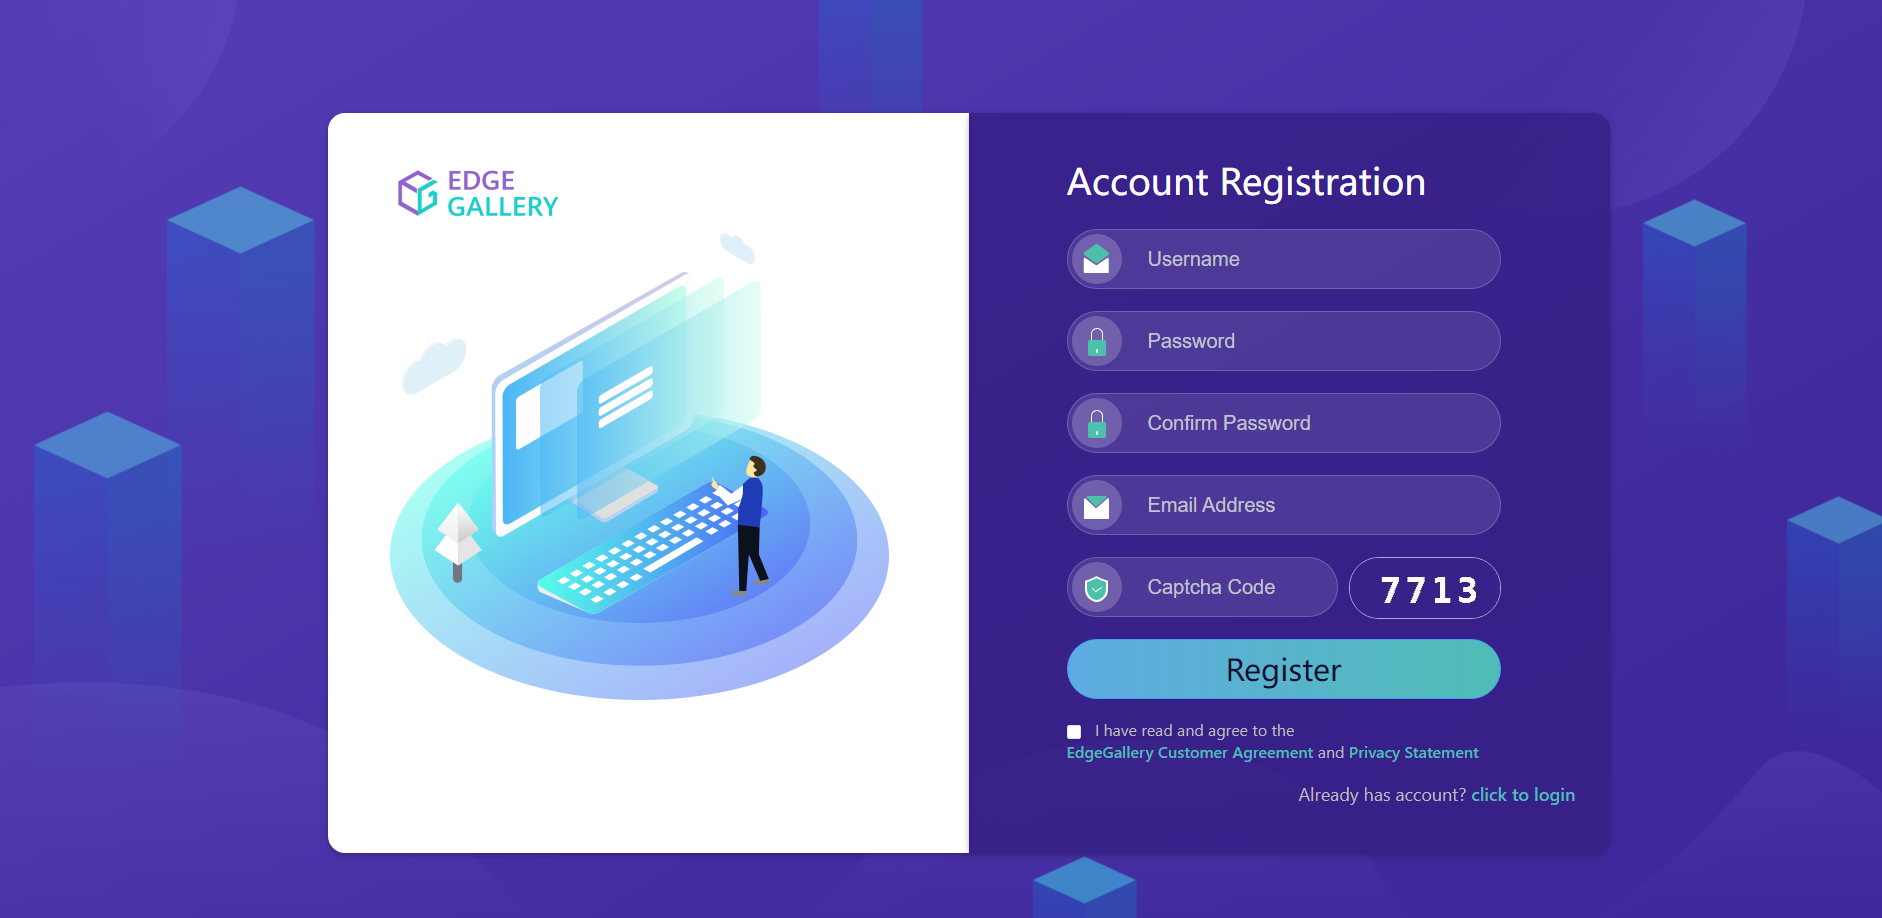 EDGE
GALLERY
Account Registration
Username
Password
Confirm Password
Email Address
Captcha Code
7713
Register
I have read and agree to the
EdgeGallery Customer Agreement and Privacy Statement
Already has account? click to login